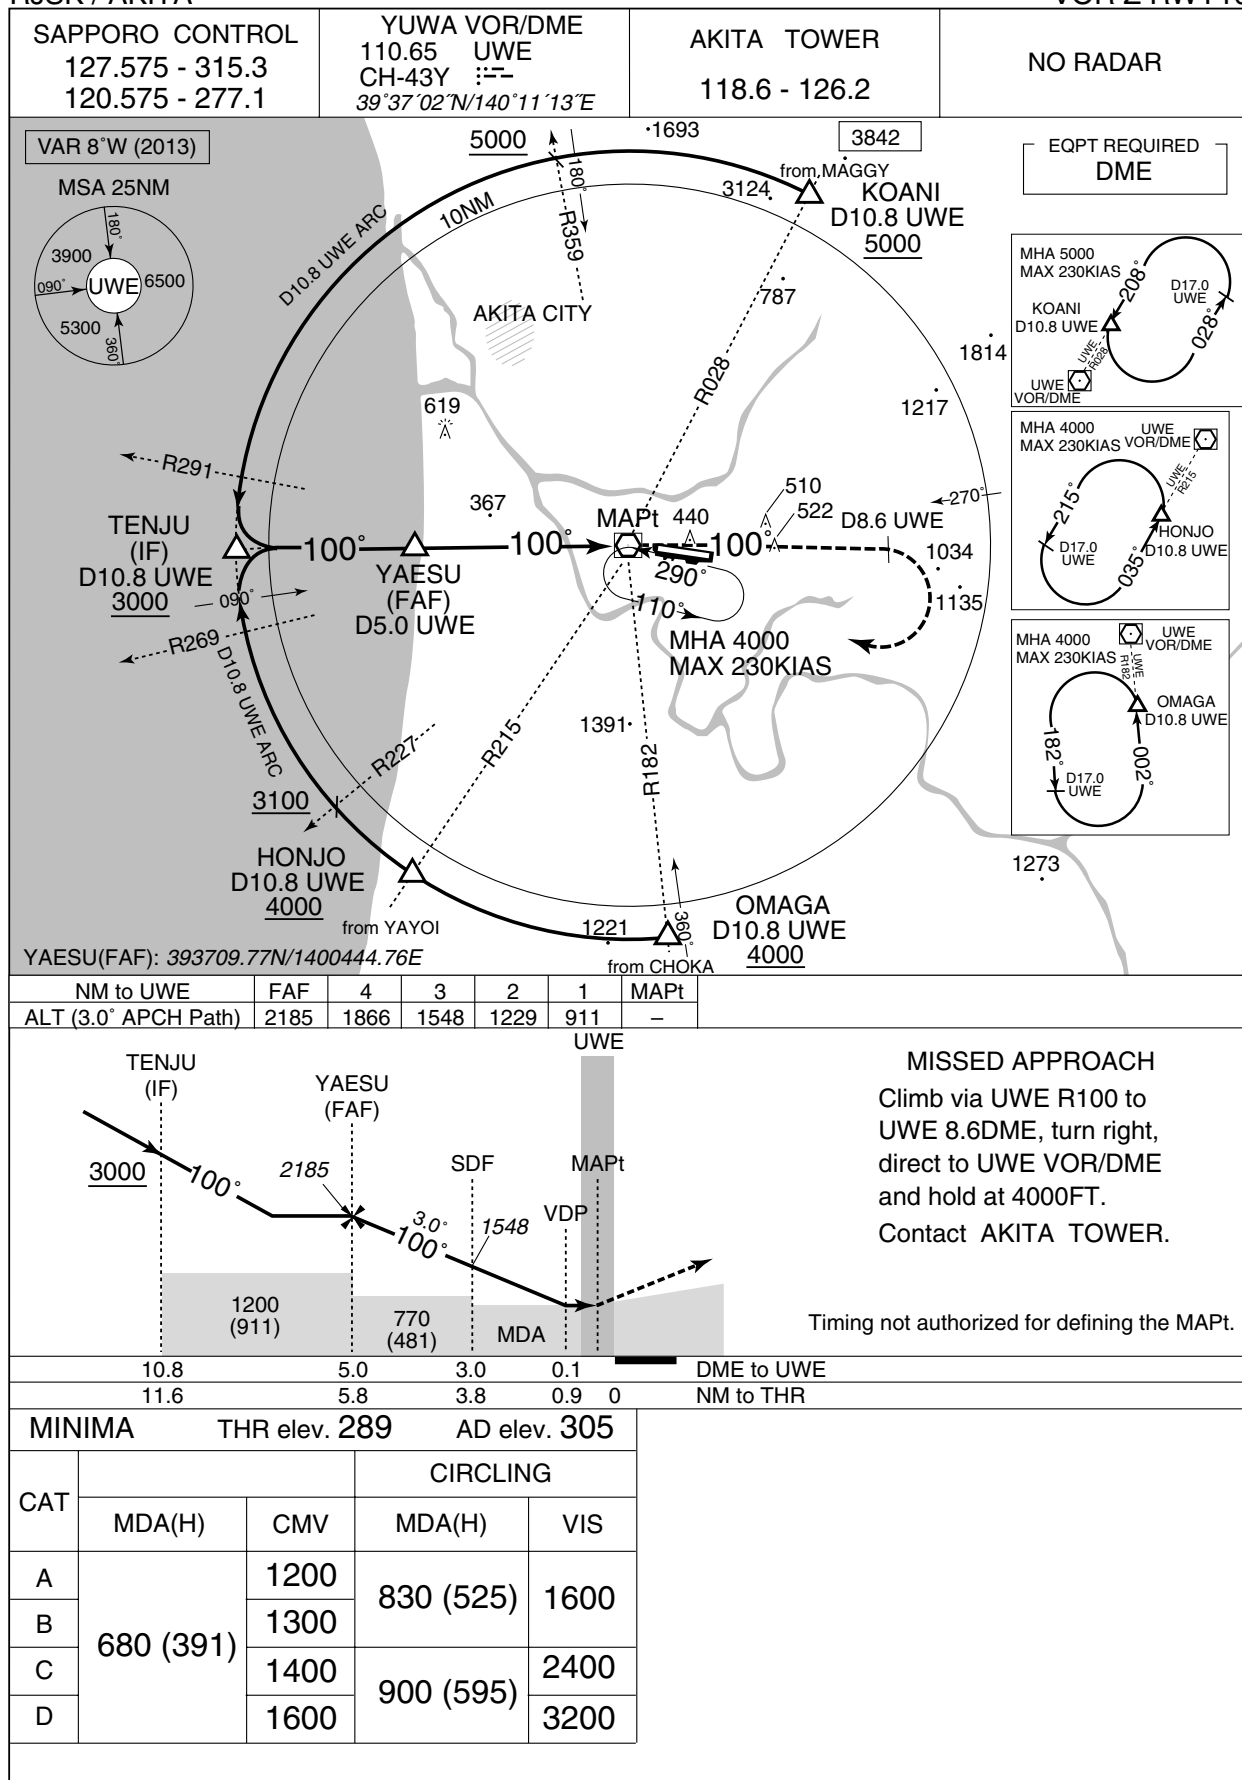 RJSK / AKITA
SAPPORO CONTROL
127.575 - 315.3
120.575 - 277.1
YUWA VOR/DME
110.65 UWE
CH-43Y
39°37´02˝N/140°11´13˝E
AKITA TOWER
118.6 - 126.2
NO RADAR
VAR 8°W (2013)
MSA 25NM
180°
3900
090°
UWE
6500
5300
360°
5000
1693
3842
EQPT REQUIRED
DME
from MAGGY
KOANI
D10.8 UWE
5000
3124
180°
R359
10NM
D10.8 UWE ARC
AKITA CITY
787
1814
1217
R028
619
MHA 5000
MAX 230KIAS
208°
D17.0
UWE
KOANI
D10.8 UWE
028°
UWE
R028
UWE
VOR/DME
MHA 4000
MAX 230KIAS
UWE
VOR/DME
UWE
R215
215°
D17.0
UWE
HONJO
D10.8 UWE
035°
MHA 4000
MAX 230KIAS
UWE
VOR/DME
UWE
R182
OMAGA
D10.8 UWE
182°
D17.0
UWE
002°
R291
367
510
522
270°
TENJU
(IF)
D10.8 UWE
3000
100°
YAESU
(FAF)
D5.0 UWE
100°
MAPt
440
100°
D8.6 UWE
1034
1135
290°
110°
MHA 4000
MAX 230KIAS
090°
R269
D10.8 UWE ARC
R227
R215
1391
R182
3100
HONJO
D10.8 UWE
4000
from YAYOI
1221
360°
OMAGA
D10.8 UWE
4000
from CHOKA
1273
YAESU(FAF): 393709.77N/1400444.76E
NM to UWE FAF 4 3 2 1 MAPt
ALT (3.0° APCH Path) 2185 1866 1548 1229 911 –
UWE
TENJU
(IF)
YAESU
(FAF)
3000
100°
2185
SDF
MAPt
VDP
3.0°
100°
1548
1200
(911)
770
(481)
MDA
MISSED APPROACH
Climb via UWE R100 to
UWE 8.6DME, turn right,
direct to UWE VOR/DME
and hold at 4000FT.
Contact AKITA TOWER.
Timing not authorized for defining the MAPt.
10.8 5.0 3.0 0.1 DME to UWE
11.6 5.8 3.8 0.9 0 NM to THR
MINIMA THR elev. 289 AD elev. 305
CAT
CIRCLING
MDA(H) CMV MDA(H) VIS
A 680 (391) 1200 830 (525) 1600
B 1300
C 1400 900 (595) 2400
D 1600 3200